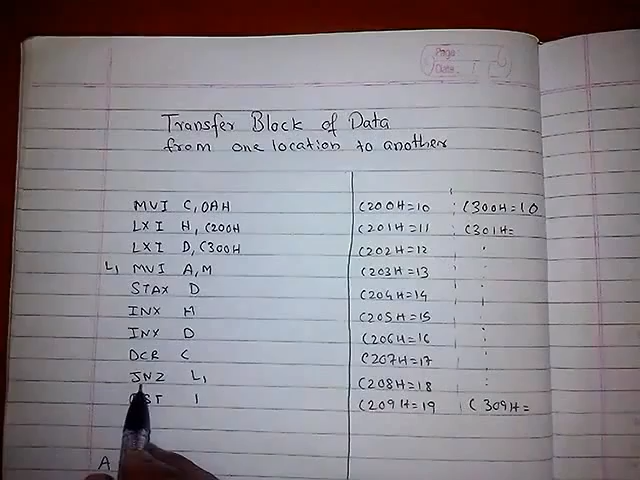 Page:
Date:
Transfer Block of Data
from one location to another
MVI C, 0AH
LXI H, C200H
LXI D, C300H
L1 MVI A, M
STAX D
INX H
INX D
DCR C
JNZ L1
1
A
C200H=10 C300H=10
C201H=11 C301H=
C202H=12
C203H=13
C204H=14
C205H=15
C206H=16
C207H=17
C208H=18
C209H=19 C309H=